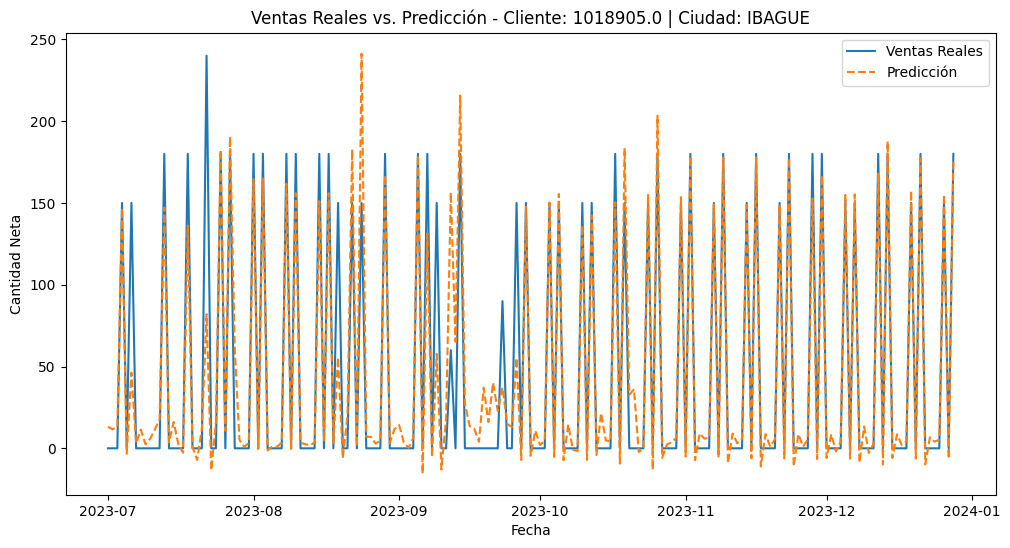 Ventas Reales vs. Predicción - Cliente: 1018905.0 | Ciudad: IBAGUE
Ventas Reales
Predicción
Cantidad Neta
250
200
150
100
50
0
2023-07
2023-08
2023-09
2023-10
2023-11
2023-12
2024-01
Fecha